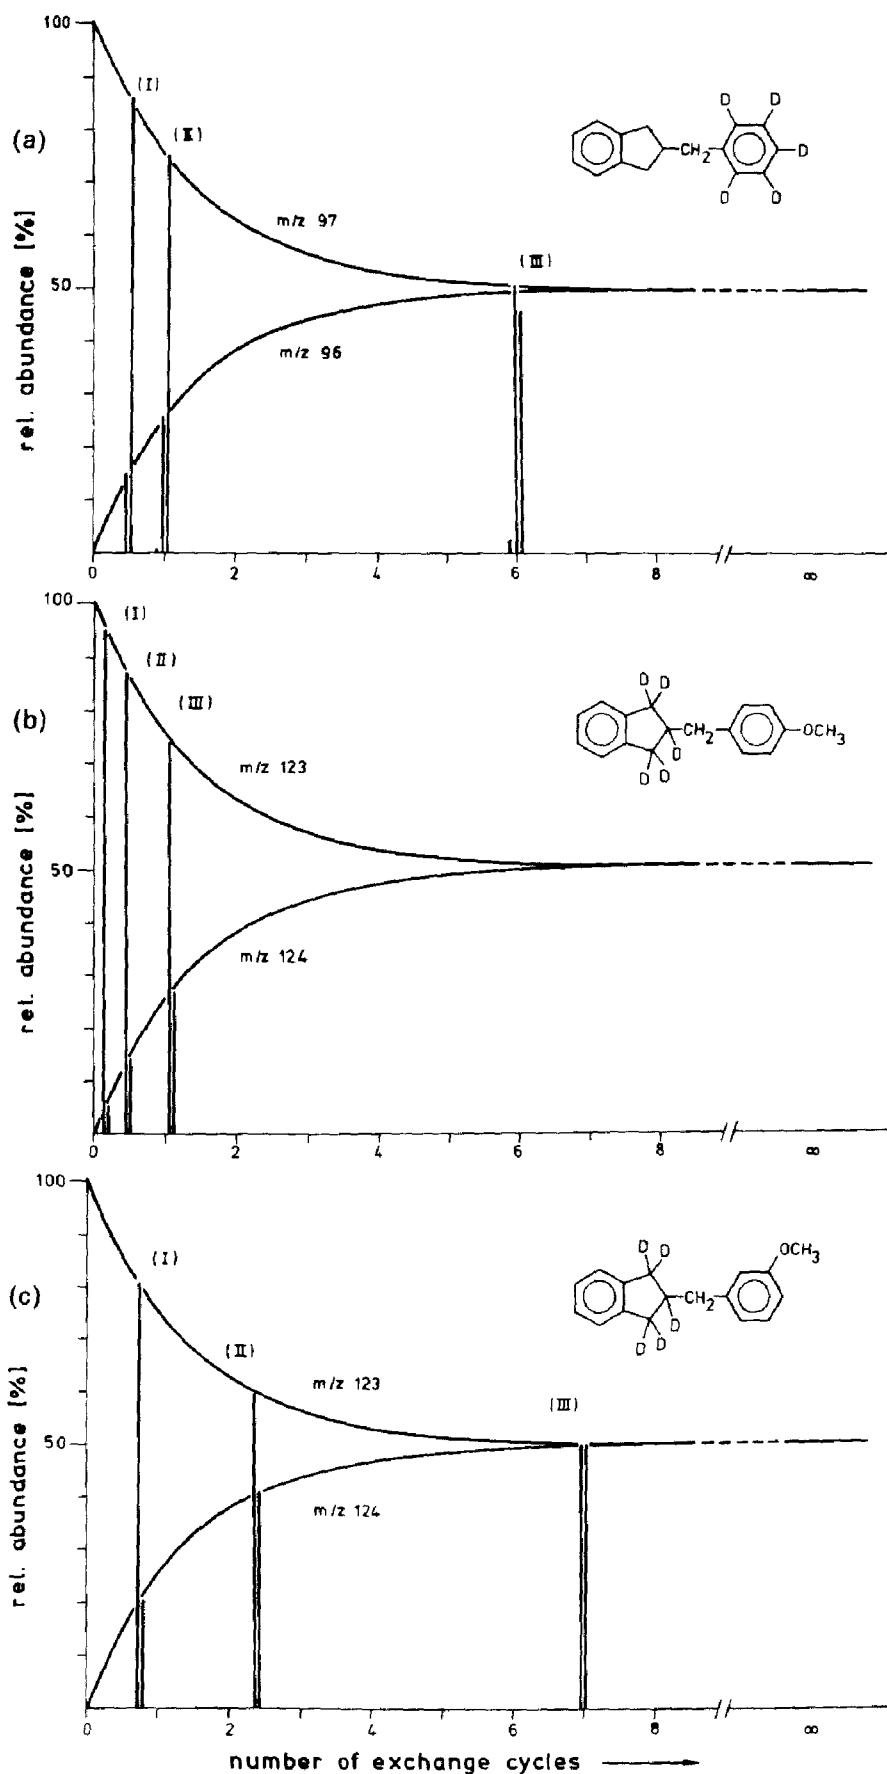 (a)
rel. abundance [%]
100
50
(I)
(II)
(III)
m/z 97
m/z 96
D
D
CH2
D
D
D
0
2
4
6
8
∞
(b)
rel. abundance [%]
100
50
(I)
(II)
(III)
m/z 123
m/z 124
D D
CH2
OCH3
D
D D
0
2
4
6
8
∞
(c)
rel. abundance [%]
100
50
(I)
(II)
(III)
m/z 123
m/z 124
D D
OCH3
CH2
D
D D
0
2
4
6
8
∞
number of exchange cycles